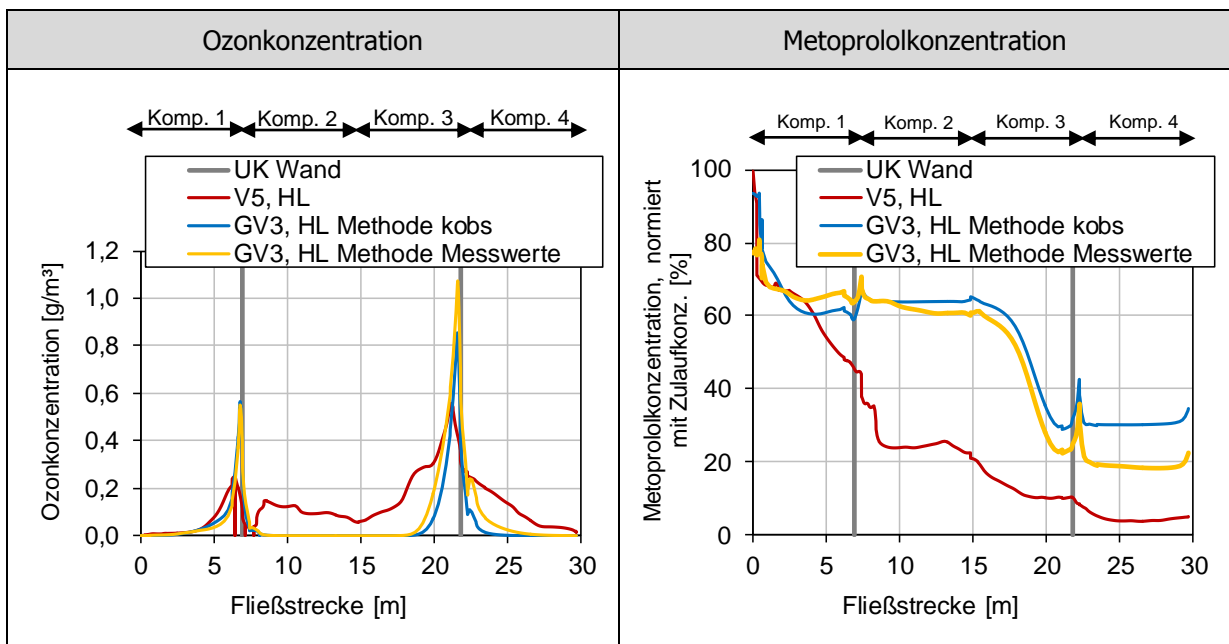 Ozonkonzentration
Metoprololkonzentration
Komp. 1 Komp. 2 Komp. 3 Komp. 4
UK Wand
V5, HL
GV3, HL Methode kobs
GV3, HL Methode Messwerte
1,2
1,0
0,8
0,6
0,4
0,2
0,0
Ozonkonzentration [g/m³]
0 5 10 15 20 25 30
Fließstrecke [m]
Komp. 1 Komp. 2 Komp. 3 Komp. 4
UK Wand
V5, HL
GV3, HL Methode kobs
GV3, HL Methode Messwerte
100
80
60
40
20
0
Metoprololkonzentration, normiert
mit Zulaufkonz. [%]
0 5 10 15 20 25 30
Fließstrecke [m]